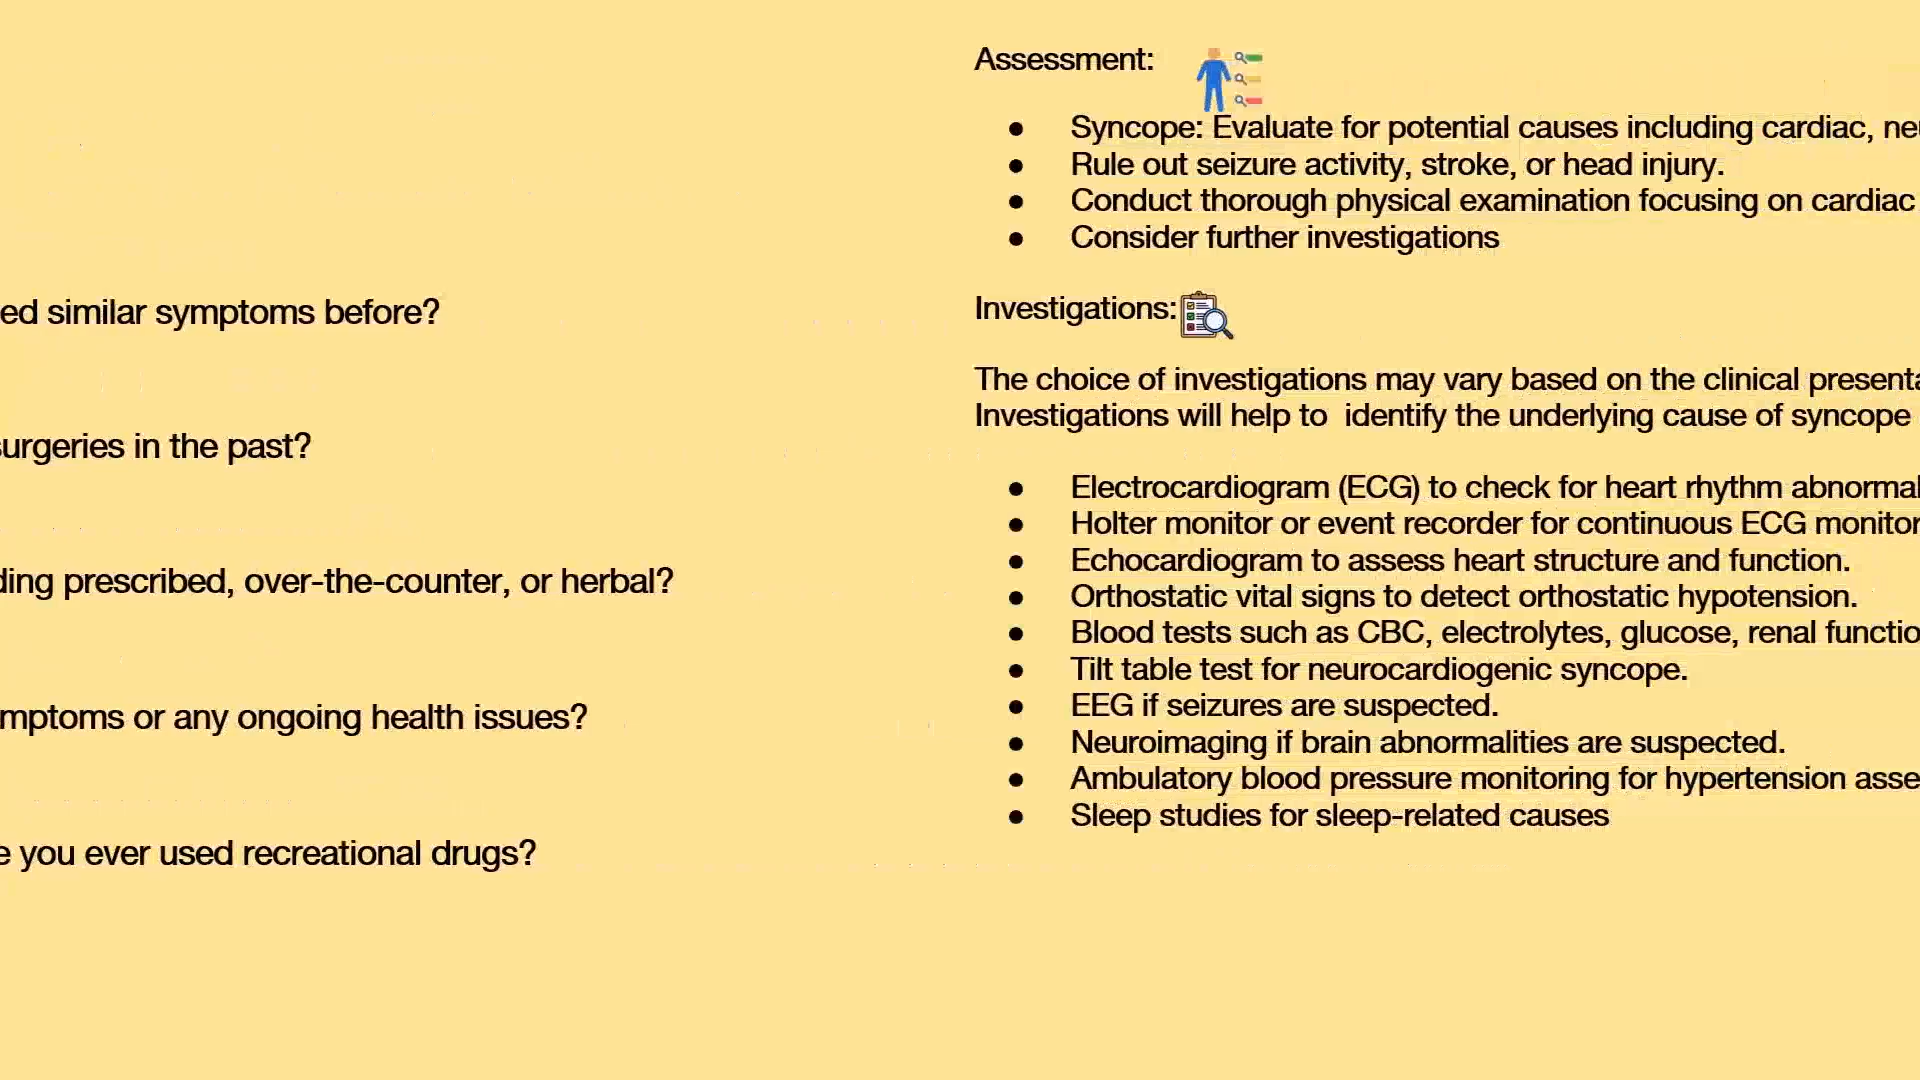 ed similar symptoms before?
urgeries in the past?
ding prescribed, over-the-counter, or herbal?
mptoms or any ongoing health issues?
e you ever used recreational drugs?
Assessment:
● Syncope: Evaluate for potential causes including cardiac,
● Rule out seizure activity, stroke, or head injury.
● Conduct thorough physical examination focusing on cardiac
● Consider further investigations
Investigations:
The choice of investigations may vary based on the clinical presenta
Investigations will help to  identify the underlying cause of syncope
● Electrocardiogram (ECG) to check for heart rhythm abnormal
● Holter monitor or event recorder for continuous ECG monitor
● Echocardiogram to assess heart structure and function.
● Orthostatic vital signs to detect orthostatic hypotension.
● Blood tests such as CBC, electrolytes, glucose, renal functio
● Tilt table test for neurocardiogenic syncope.
● EEG if seizures are suspected.
● Neuroimaging if brain abnormalities are suspected.
● Ambulatory blood pressure monitoring for hypertension asse
● Sleep studies for sleep-related causes